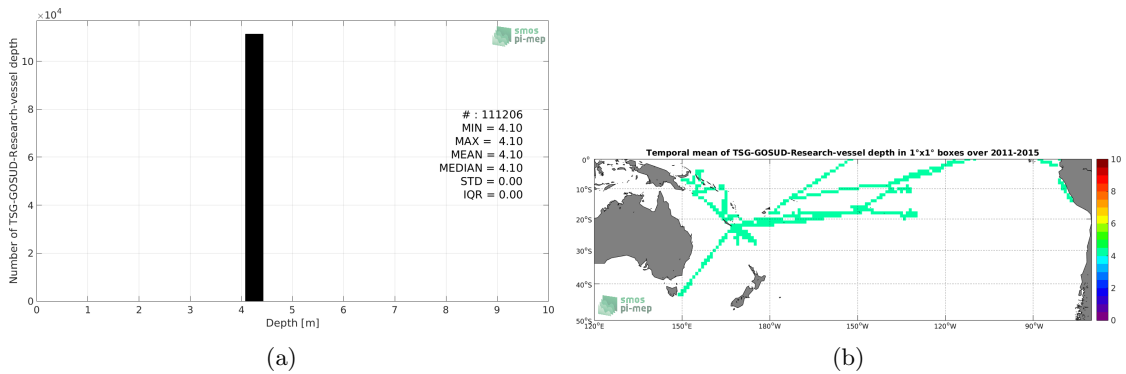 ×10⁴
smos
pi-mep
Number of TSG-GOSUD-Research-vessel depth
10
8
6
4
2
0
# : 111206
MIN = 4.10
MAX = 4.10
MEAN = 4.10
MEDIAN = 4.10
STD = 0.00
IQR = 0.00
0 1 2 3 4 5 6 7 8 9 10
Depth [m]
(a)
Temporal mean of TSG-GOSUD-Research-vessel depth in 1°x1° boxes over 2011-2015
0°
10°S
20°S
30°S
40°S
50°S
120°E 150°E 180°W 150°W 120°W 90°W
smos
pi-mep
10
8
6
4
2
0
(b)